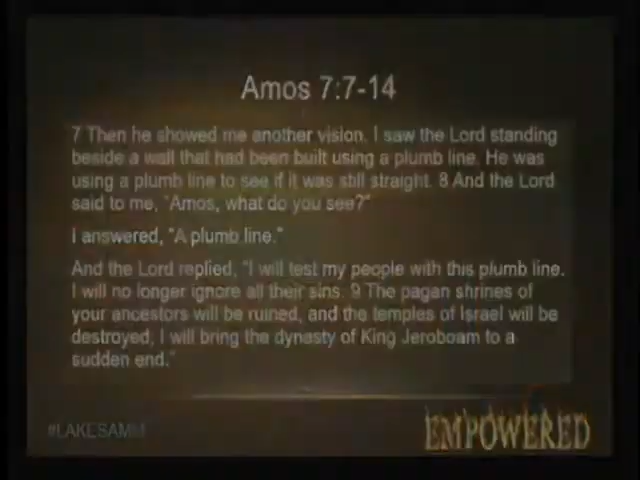 Amos 7:7-14
7 Then he showed me another vision. I saw the Lord standing
beside a wall that had been built using a plumb line. He was
using a plumb line to see if it was still straight. 8 And the Lord
said to me, "Amos, what do you see?"
I answered, "A plumb line."
And the Lord replied, "I will test my people with this plumb line.
I will no longer ignore all their sins. 9 The pagan shrines of
your ancestors will be ruined, and the temples of Israel will be
destroyed, I will bring the dynasty of King Jeroboam to a
sudden end."
EMPOWERED